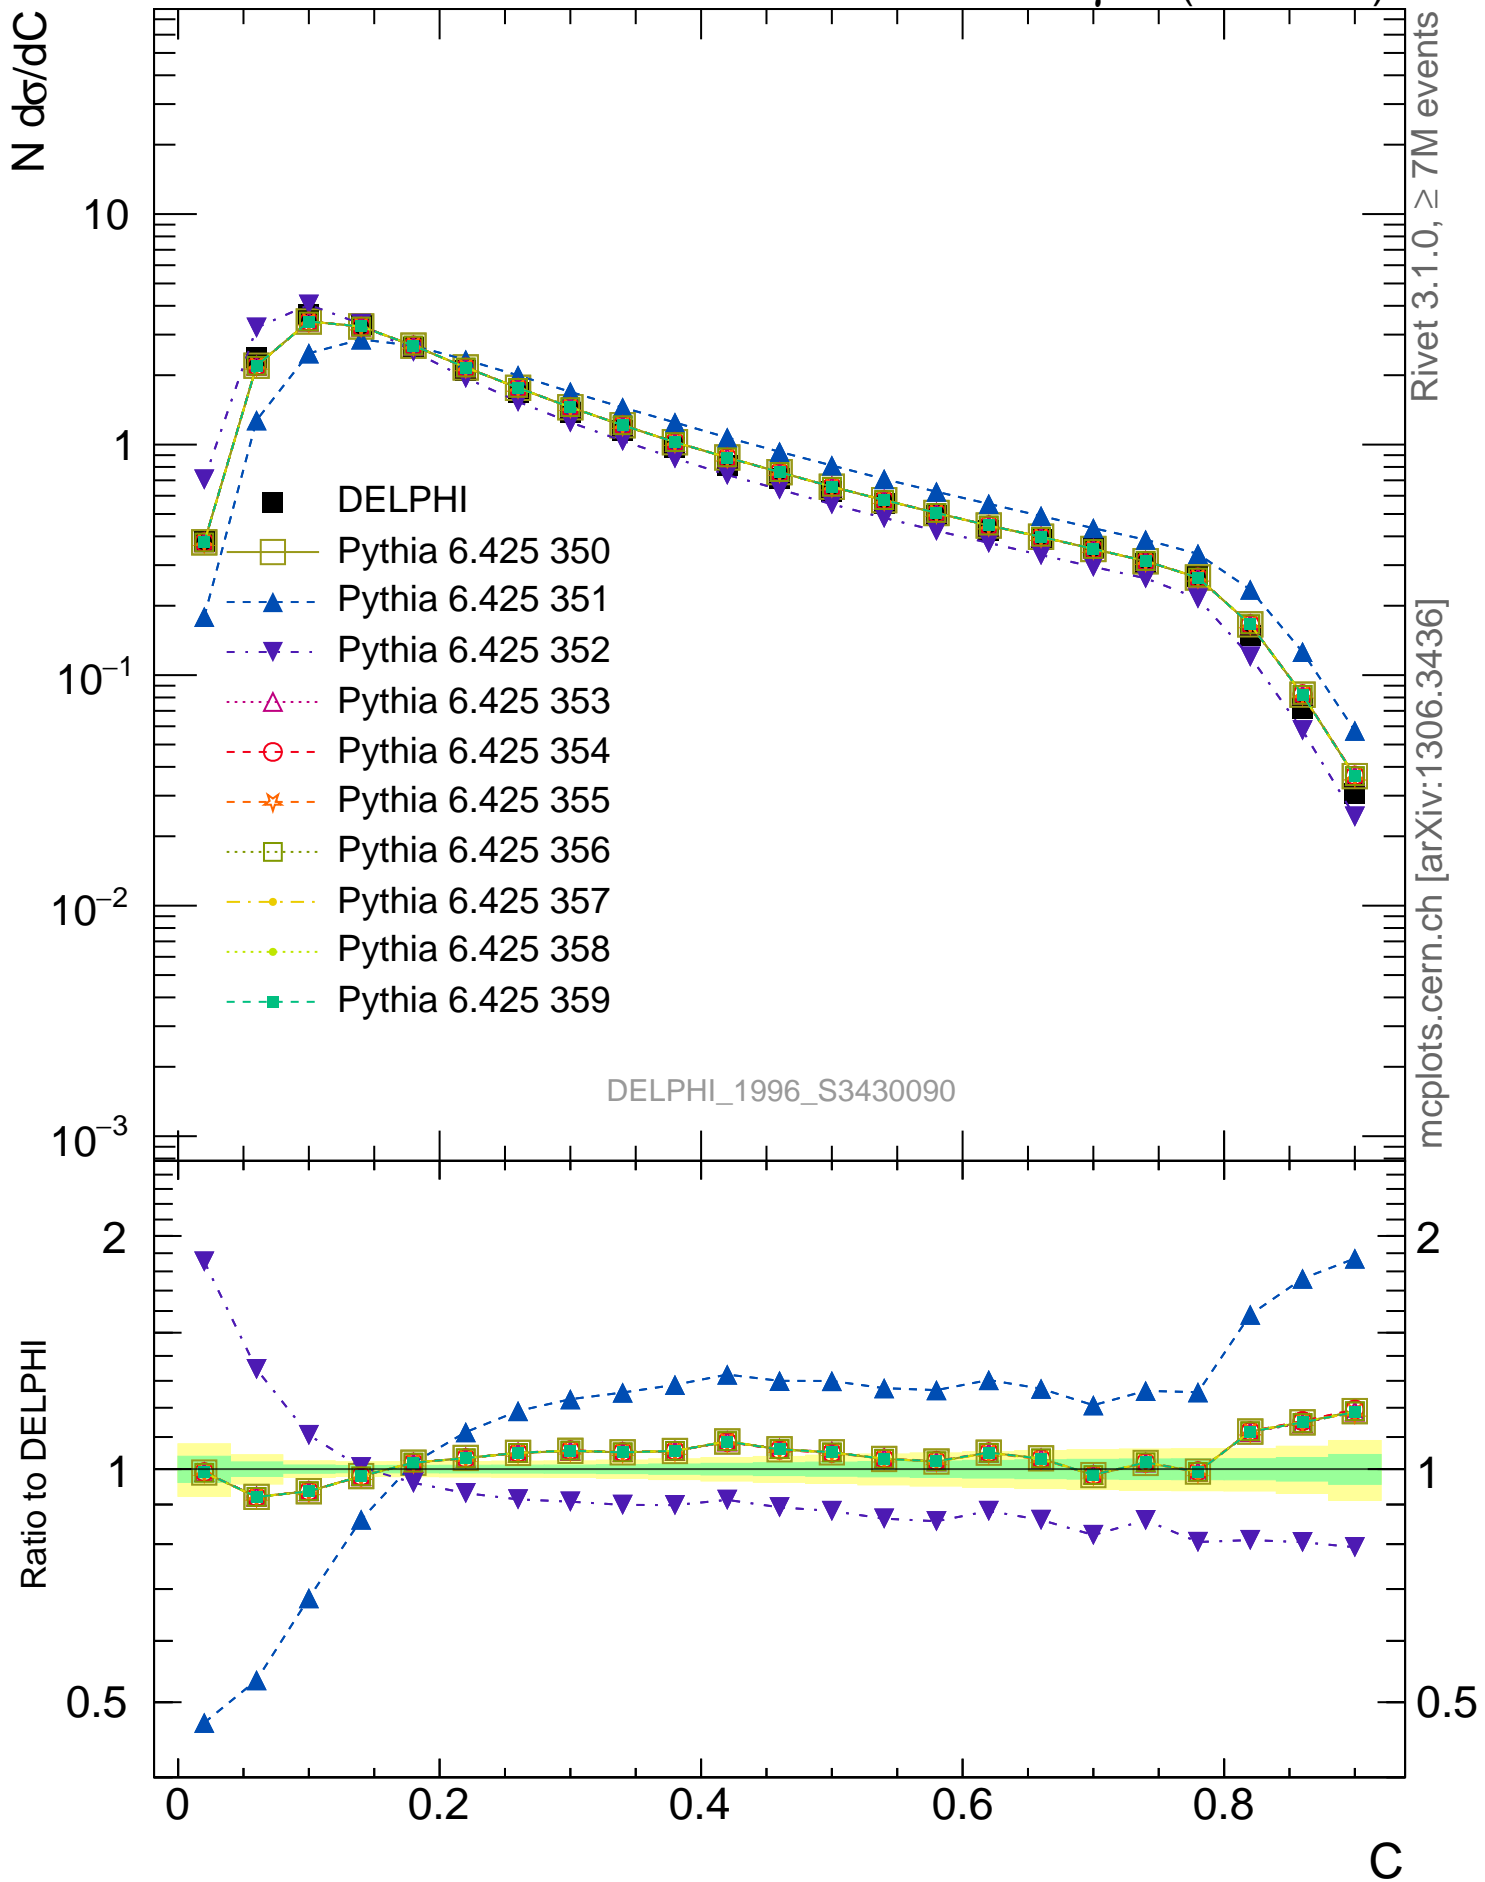 N dσ/dC
10
1
10⁻¹
10⁻²
10⁻³
DELPHI
Pythia 6.425 350
Pythia 6.425 351
Pythia 6.425 352
Pythia 6.425 353
Pythia 6.425 354
Pythia 6.425 355
Pythia 6.425 356
Pythia 6.425 357
Pythia 6.425 358
Pythia 6.425 359
DELPHI_1996_S3430090
Rivet 3.1.0, ≥ 7M events
mcplots.cern.ch [arXiv:1306.3436]
Ratio to DELPHI
2
1
0.5
2
1
0.5
0
0.2
0.4
0.6
0.8
C